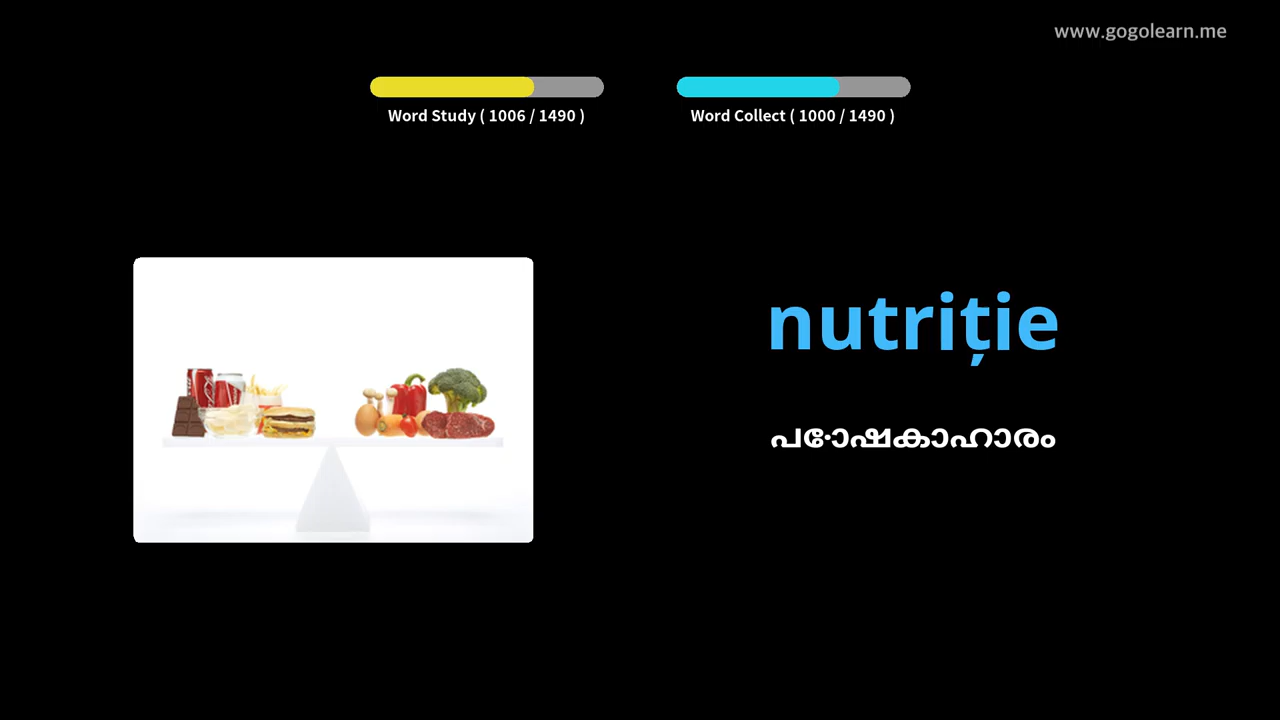 www.gogolearn.me
Word Study ( 1006 / 1490 )
Word Collect ( 1000 / 1490 )
nutriție
പോഷകാഹാരം